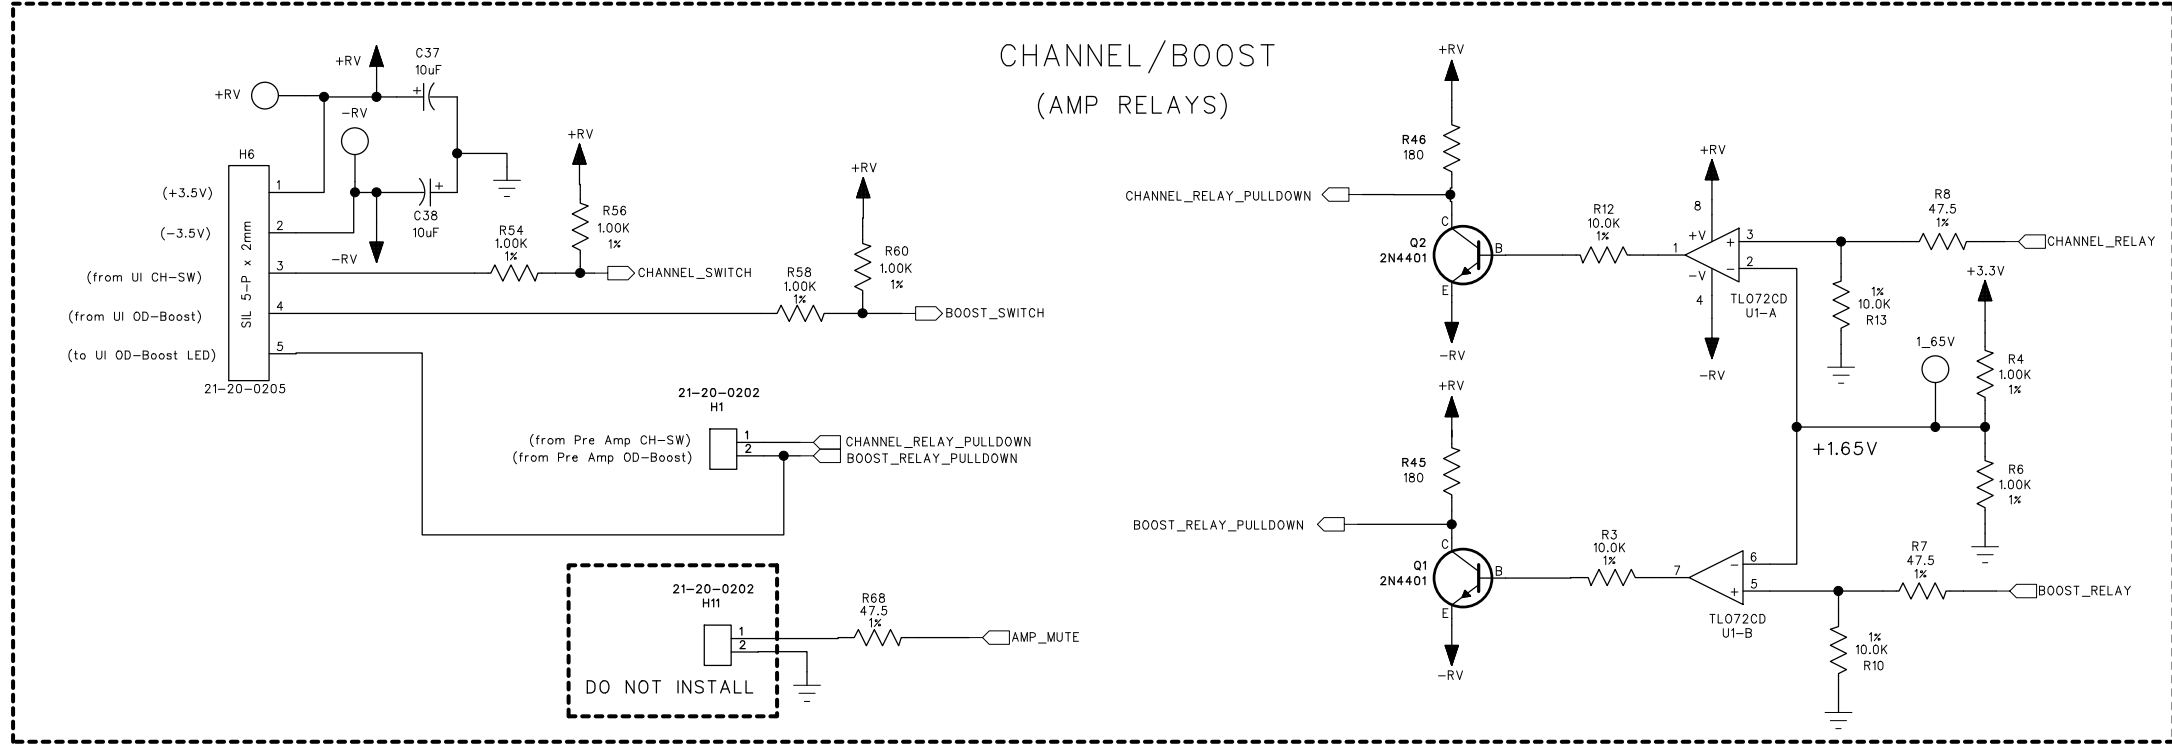 CHANNEL/BOOST
(AMP RELAYS)
+RV
+RV
C37
10uF
-RV
H6
(+3.5V)
1
(-3.5V)
2
(from UI CH-SW)
3
(from UI OD-Boost)
4
(to UI OD-Boost LED)
5
SIL 5-P x 2mm
21-20-0205
+
+
C38
10uF
-RV
R54
1.00K
1%
+RV
R56
1.00K
1%
CHANNEL_SWITCH
R58
1.00K
1%
+RV
R60
1.00K
1%
BOOST_SWITCH
21-20-0202
H1
(from Pre Amp CH-SW)
1
CHANNEL_RELAY_PULLDOWN
(from Pre Amp OD-Boost)
2
BOOST_RELAY_PULLDOWN
21-20-0202
H11
1
2
DO NOT INSTALL
R68
47.5
1%
AMP_MUTE
+RV
R46
180
CHANNEL_RELAY_PULLDOWN
C
Q2
2N4401
B
E
-RV
R12
10.0K
1%
+RV
8
+V
1
+
3
-
2
-V
4
TL072CD
U1-A
-RV
R8
47.5
1%
CHANNEL_RELAY
1%
10.0K
R13
+3.3V
1_65V
R4
1.00K
1%
+1.65V
R6
1.00K
1%
+RV
R45
180
BOOST_RELAY_PULLDOWN
C
Q1
2N4401
B
E
-RV
R3
10.0K
1%
7
-
6
+
5
TL072CD
U1-B
R7
47.5
1%
BOOST_RELAY
1%
10.0K
R10